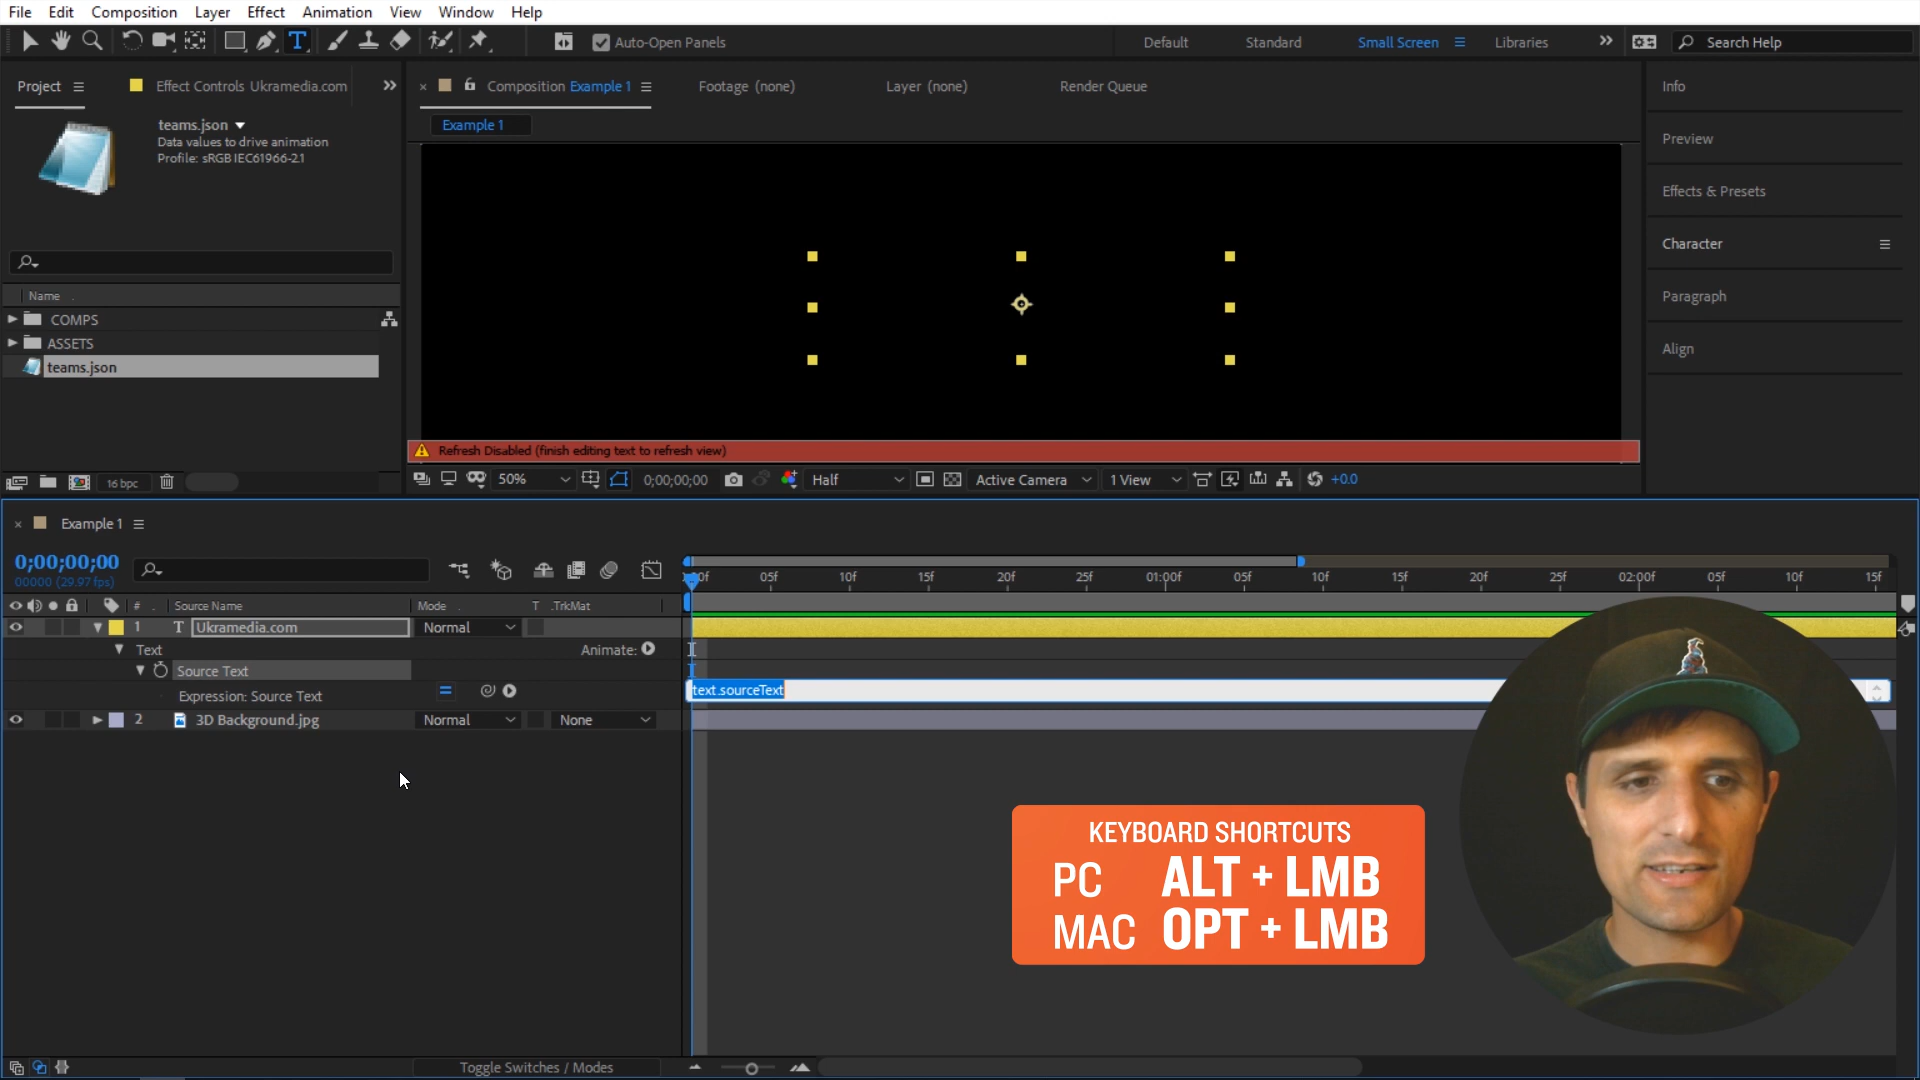 File Edit Composition Layer Effect Animation View Window Help
Auto-Open Panels Default Standard Small Screen Libraries Search Help
Project Effect Controls Ukramedia.com
Composition Example 1 Footage (none) Layer (none) Render Queue
Example 1
teams.json
Data values to drive animation
Profile: sRGB IEC61966-2.1
Name
COMPS
ASSETS
teams.json
16 bpc
Refresh Disabled (finish editing text to refresh view)
50% 0;00;00;00 Half Active Camera 1 View +0.0
Info
Preview
Effects & Presets
Character
Paragraph
Align
Example 1
0;00;00;00
00000 (29.97 fps)
05f 10f 15f 20f 25f 01:00f 05f 10f 15f 20f 25f 02:00f 05f 10f 15f
# Source Name Mode T .TrkMat
1 T Ukramedia.com Normal
Text Animate:
Source Text
Expression: Source Text text.sourceText
2 3D Background.jpg Normal None
KEYBOARD SHORTCUTS
PC ALT + LMB
MAC OPT + LMB
Toggle Switches / Modes